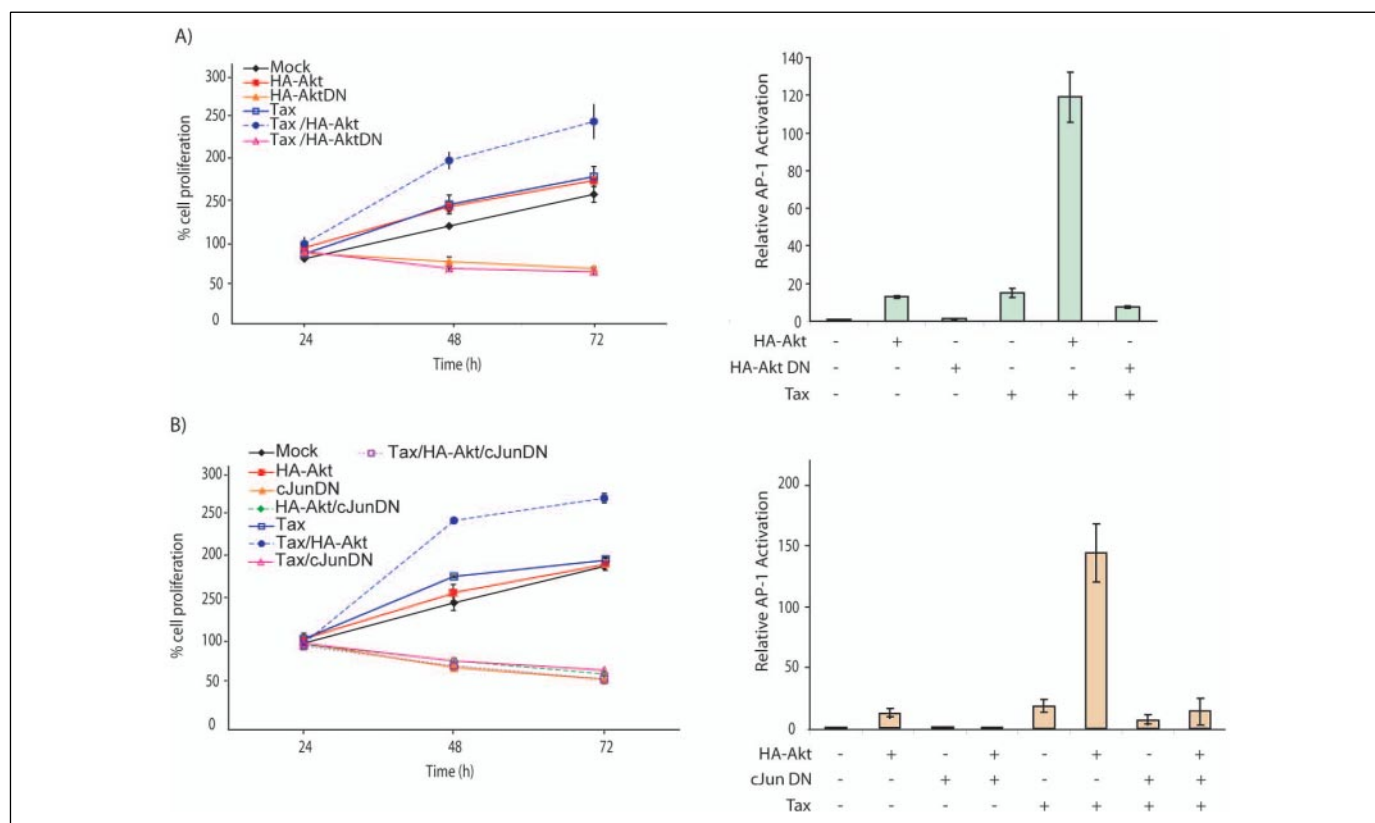 A)
Mock
HA-Akt
HA-AktDN
Tax
Tax /HA-Akt
Tax /HA-AktDN
% cell proliferation
300
250
200
250
100
50
0
24 48 72
Time (h)
Relative AP-1 Activation
140
120
100
80
60
40
20
0
HA-Akt - + - - + -
HA-Akt DN - - + - - +
Tax - - - + + +
B)
Mock Tax/HA-Akt/cJunDN
HA-Akt
cJunDN
HA-Akt/cJunDN
Tax
Tax/HA-Akt
Tax/cJunDN
% cell proliferation
300
250
200
250
100
50
0
24 48 72
Time (h)
Relative AP-1 Activation
200
150
100
50
0
HA-Akt - + - + - + - +
cJun DN - - + + - - + +
Tax - - - - + + + +